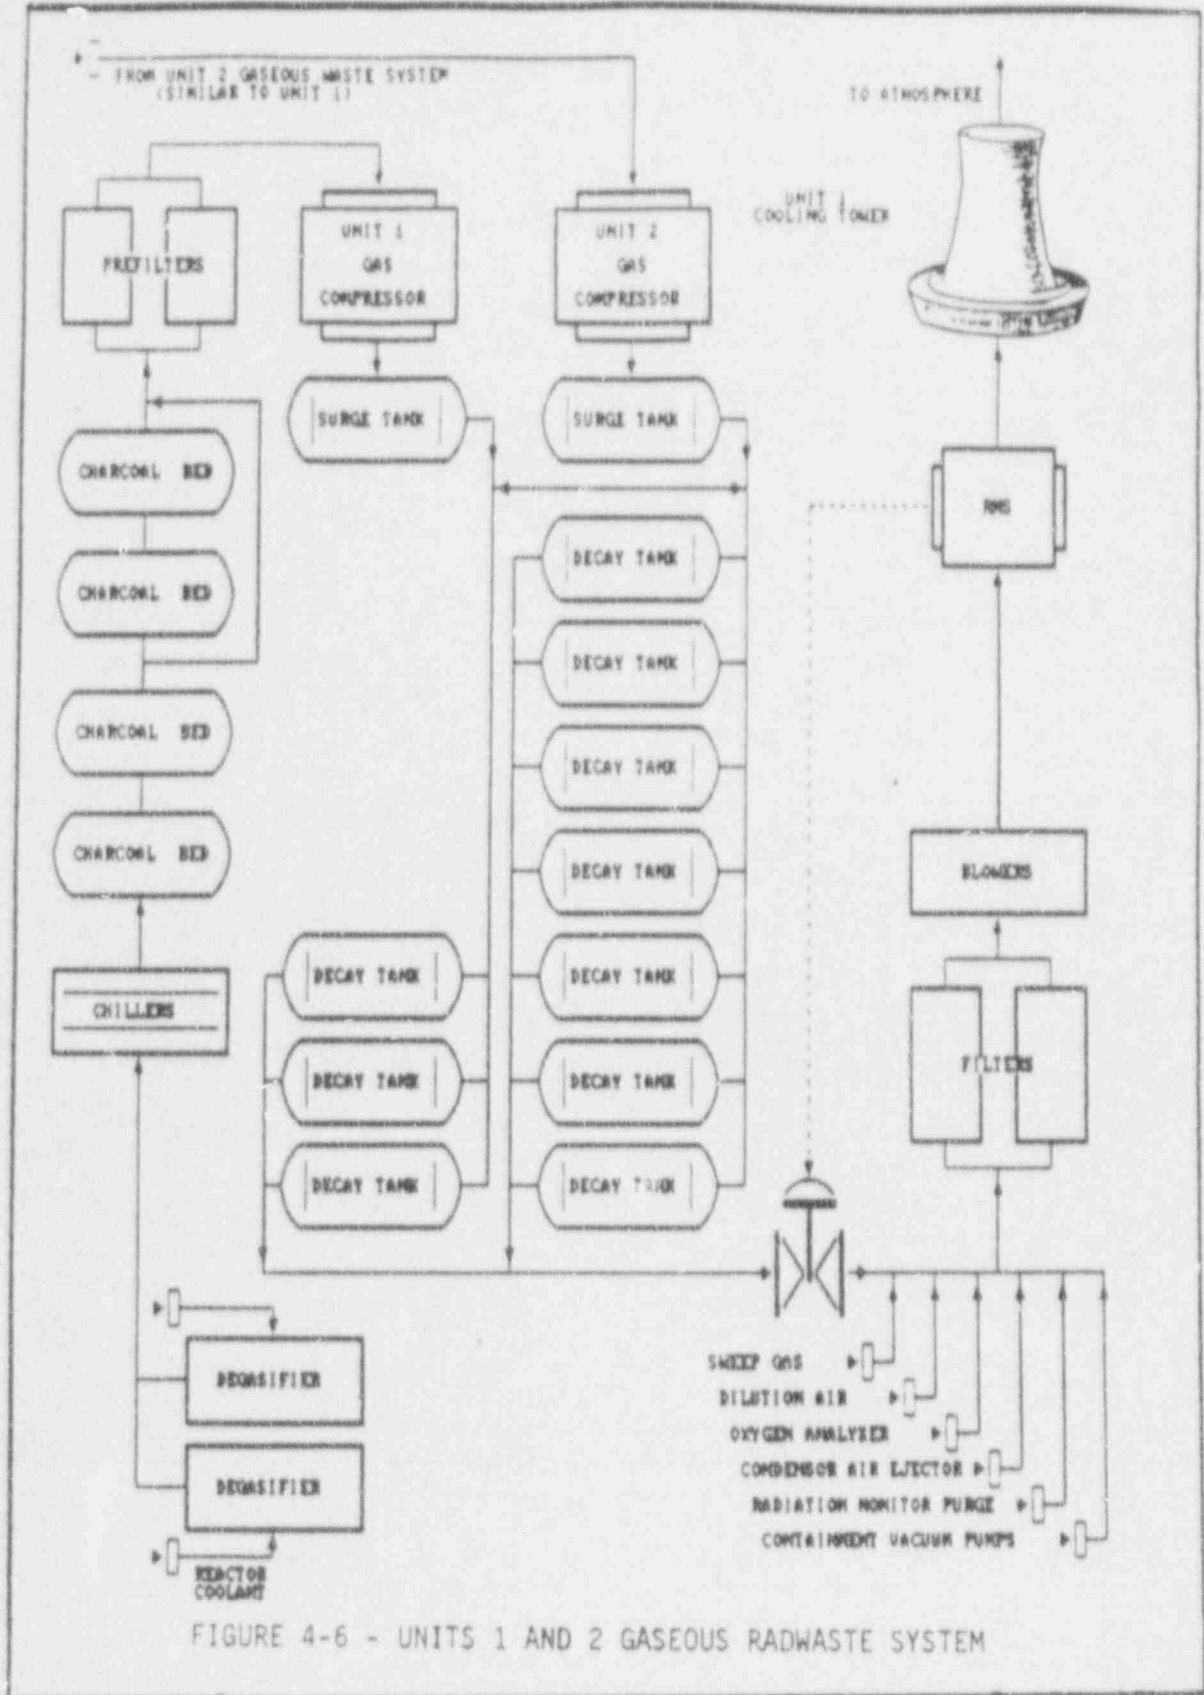 FROM UNIT 2 GASEOUS WASTE SYSTEM
(SIMILAR TO UNIT 1)
TO ATMOSPHERE
UNIT 1
COOLING TOWER
PREFILTERS
UNIT 1
GAS
COMPRESSOR
UNIT 2
GAS
COMPRESSOR
SURGE TANK
SURGE TANK
CHARCOAL BED
CHARCOAL BED
CHARCOAL BED
CHARCOAL BED
CHILLERS
RMS
DECAY TANK
DECAY TANK
DECAY TANK
DECAY TANK
DECAY TANK
DECAY TANK
DECAY TANK
DECAY TANK
DECAY TANK
DECAY TANK
BLOWERS
FILTERS
DEGASIFIER
DEGASIFIER
REACTOR
COOLANT
SWEEP GAS
DILUTION AIR
OXYGEN ANALYZER
CONDENSOR AIR EJECTOR
RADIATION MONITOR PURGE
CONTAINMENT VACUUM PUMPS
FIGURE 4-6 - UNITS 1 AND 2 GASEOUS RADWASTE SYSTEM